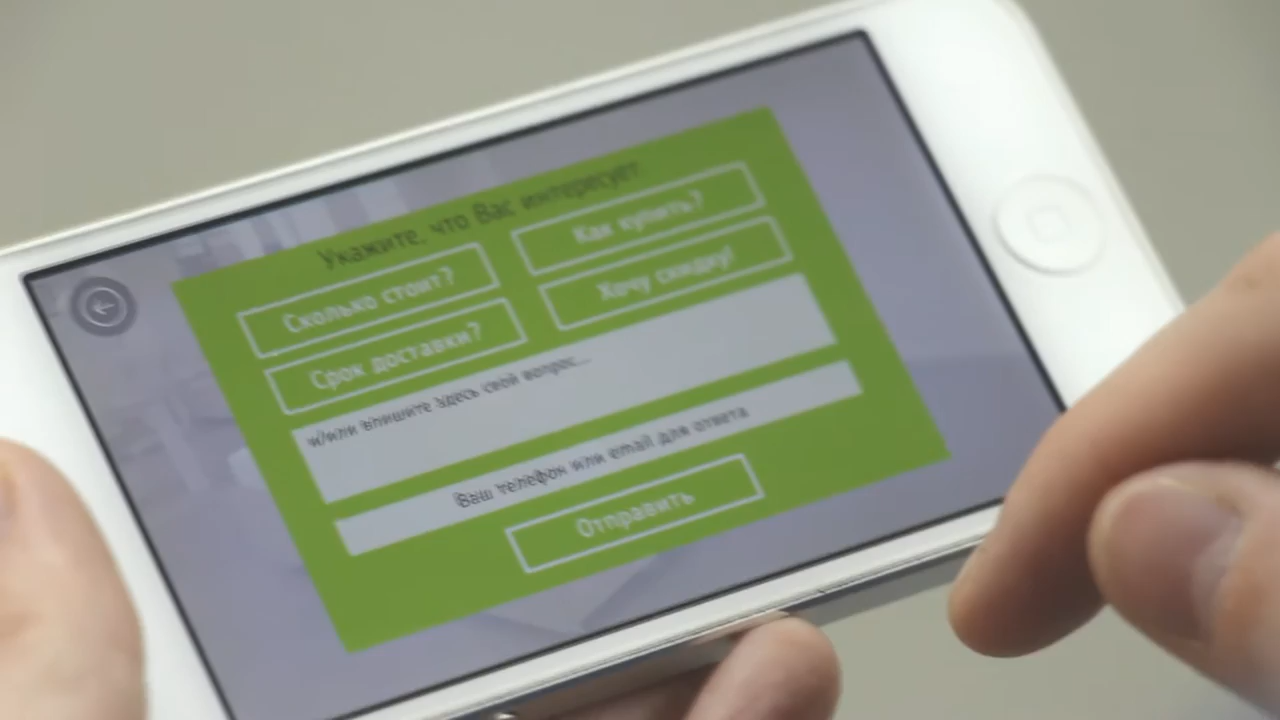 Укажите, что Вас интересует:
Сколько стоит?
Как купить?
Срок доставки?
Хочу скидку!
и/или впишите здесь свой вопрос...
Ваш телефон или email для ответа
Отправить